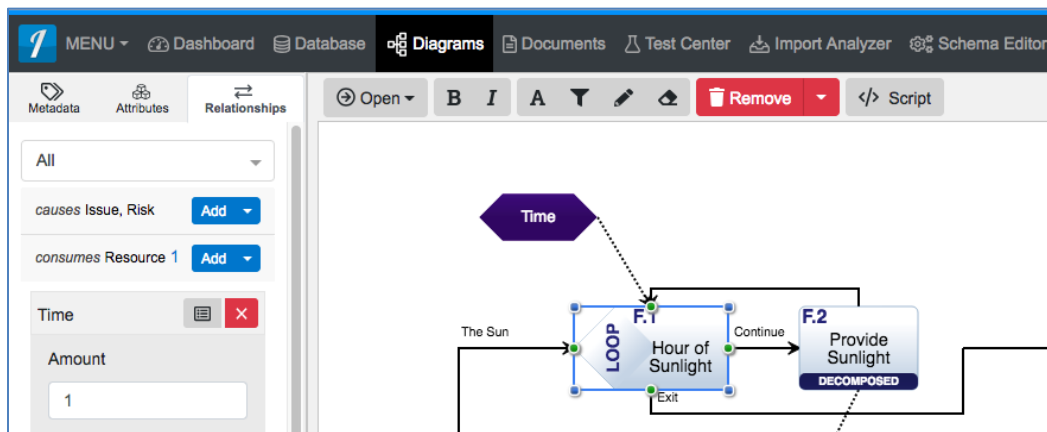 MENU Dashboard Database Diagrams Documents Test Center Import Analyzer Schema Editor
Metadata Attributes Relationships
Open B I A Remove </> Script
All
causes Issue, Risk Add
consumes Resource 1 Add
Time
Amount
1
Time
The Sun
F.1
LOOP
Hour of
Sunlight
Continue
Exit
F.2
Provide
Sunlight
DECOMPOSED